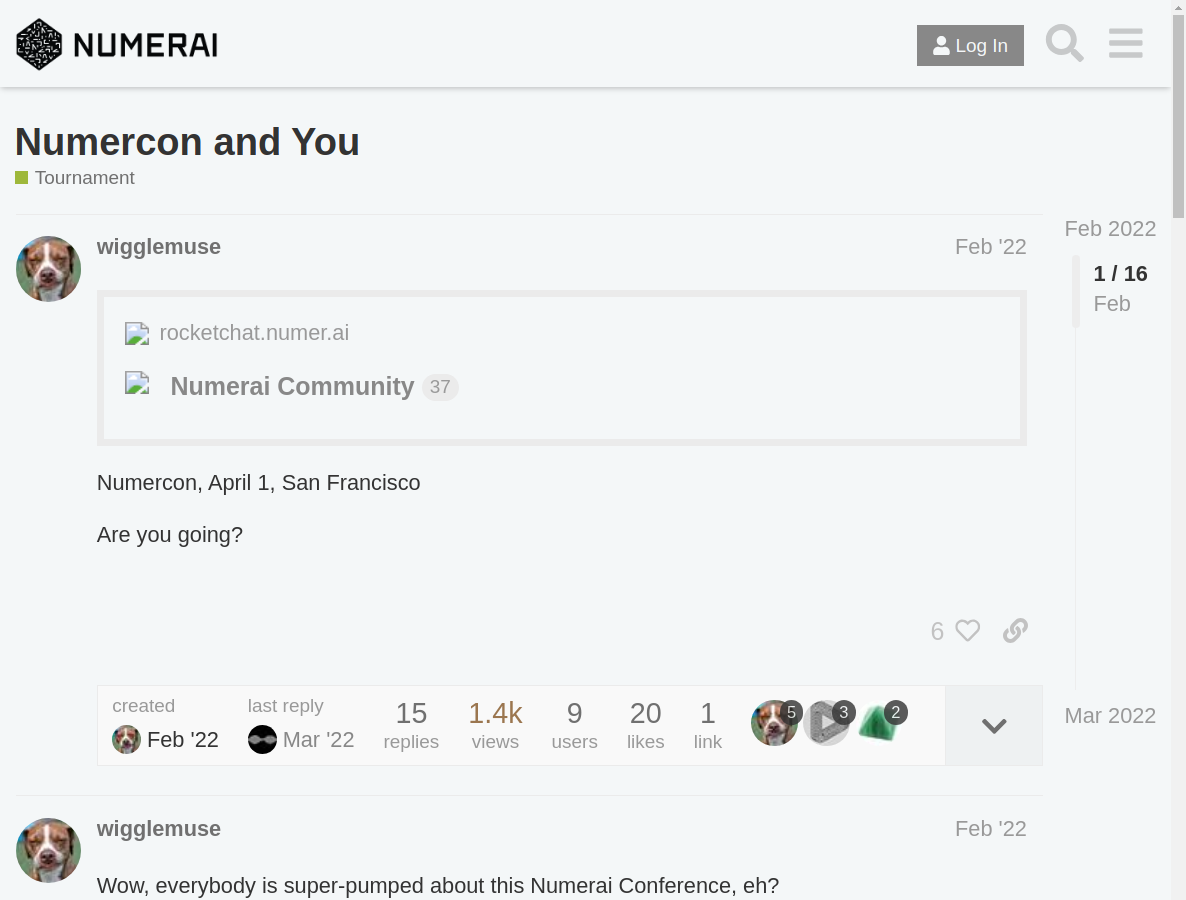 NUMERAI
Log In
Numercon and You
Tournament
wigglemuse
Feb '22
Feb 2022
1 / 16
Feb
rocketchat.numer.ai
Numerai Community 37
Numercon, April 1, San Francisco
Are you going?
6
created
Feb '22
last reply
Mar '22
15
replies
1.4k
views
9
users
20
likes
1
link
5
3
2
Mar 2022
wigglemuse
Feb '22
Wow, everybody is super-pumped about this Numerai Conference, eh?